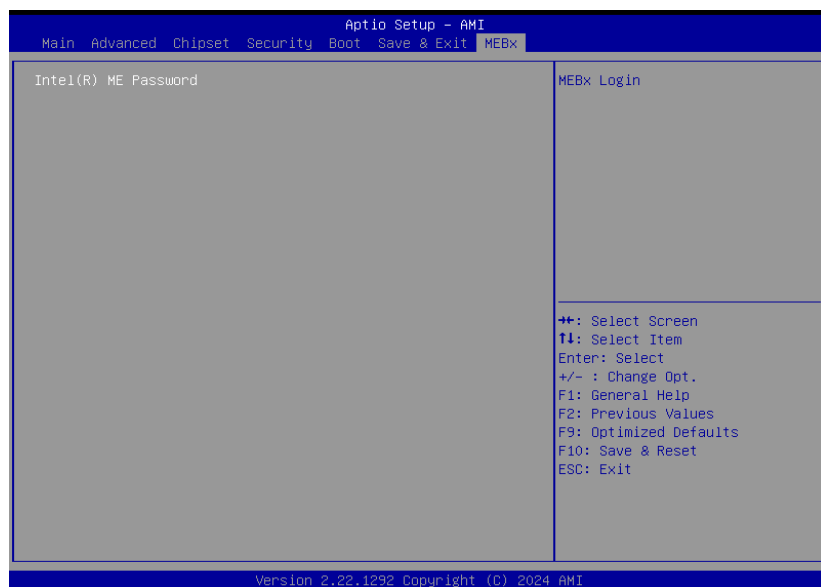 Aptio Setup – AMI
Main Advanced Chipset Security Boot Save & Exit MEBx
Intel(R) ME Password
MEBx Login
→←: Select Screen
↑↓: Select Item
Enter: Select
+/- : Change Opt.
F1: General Help
F2: Previous Values
F9: Optimized Defaults
F10: Save & Reset
ESC: Exit
Version 2.22.1292 Copyright (C) 2024 AMI